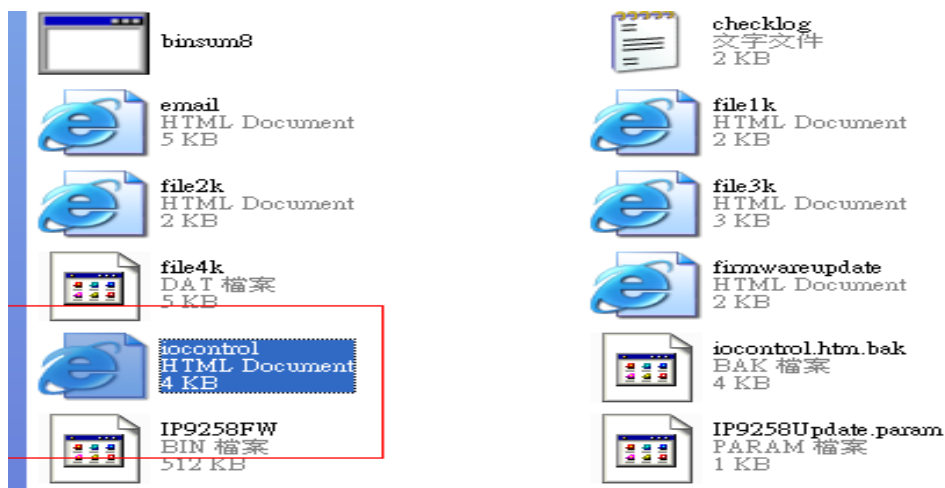 binsum8
checklog
文字文件
2 KB
email
HTML Document
5 KB
file1k
HTML Document
2 KB
file2k
HTML Document
2 KB
file3k
HTML Document
3 KB
file4k
DAT 檔案
5 KB
firmwareupdate
HTML Document
2 KB
iocontrol
HTML Document
4 KB
iocontrol.htm.bak
BAK 檔案
4 KB
IP9258FW
BIN 檔案
512 KB
IP9258Update.param
PARAM 檔案
1 KB